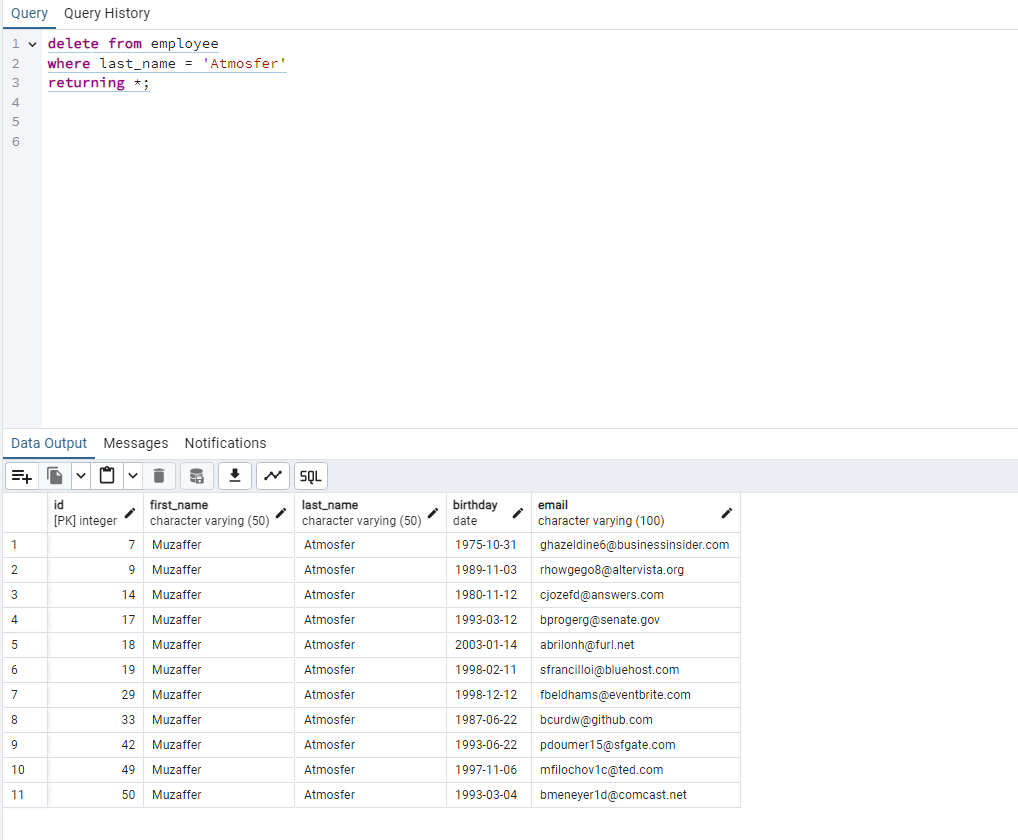 Query Query History
1 delete from employee
2 where last_name = 'Atmosfer'
3 returning *;
4
5
6
Data Output Messages Notifications
SQL
id first_name last_name birthday email
[PK] integer character varying (50) character varying (50) date character varying (100)
1 7 Muzaffer Atmosfer 1975-10-31 ghazeldine6@businessinsider.com
2 9 Muzaffer Atmosfer 1989-11-03 rhowgego8@altervista.org
3 14 Muzaffer Atmosfer 1980-11-12 cjozefd@answers.com
4 17 Muzaffer Atmosfer 1993-03-12 bprogerg@senate.gov
5 18 Muzaffer Atmosfer 2003-01-14 abrilonh@furl.net
6 19 Muzaffer Atmosfer 1998-02-11 sfrancilloi@bluehost.com
7 29 Muzaffer Atmosfer 1998-12-12 fbeldhams@eventbrite.com
8 33 Muzaffer Atmosfer 1987-06-22 bcurdw@github.com
9 42 Muzaffer Atmosfer 1993-06-22 pdoumer15@sfgate.com
10 49 Muzaffer Atmosfer 1997-11-06 mfilochov1c@ted.com
11 50 Muzaffer Atmosfer 1993-03-04 bmeneyer1d@comcast.net